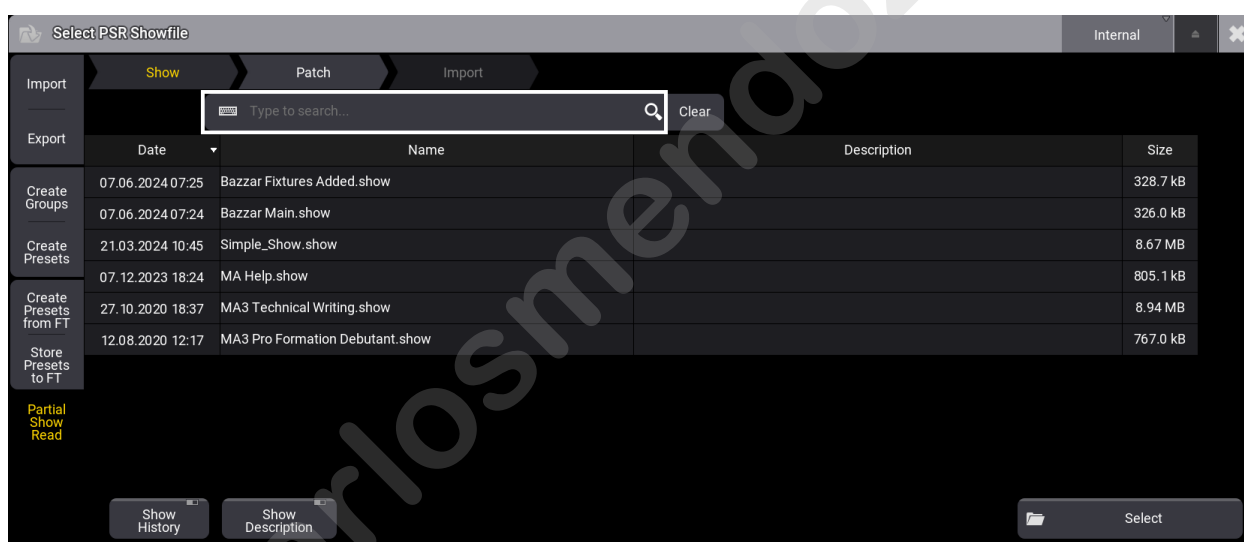 Select PSR Showfile
Internal
Import
Export
Create
Groups
Create
Presets
Create
Presets
from FT
Store
Presets
to FT
Partial
Show
Read
Show Patch Import
Type to search... Clear
Date Name Description Size
07.06.2024 07:25 Bazzar Fixtures Added.show 328.7 kB
07.06.2024 07:24 Bazzar Main.show 326.0 kB
21.03.2024 10:45 Simple_Show.show 8.67 MB
07.12.2023 18:24 MA Help.show 805.1 kB
27.10.2020 18:37 MA3 Technical Writing.show 8.94 MB
12.08.2020 12:17 MA3 Pro Formation Debutant.show 767.0 kB
Show
History
Show
Description
Select
arlosmendoz